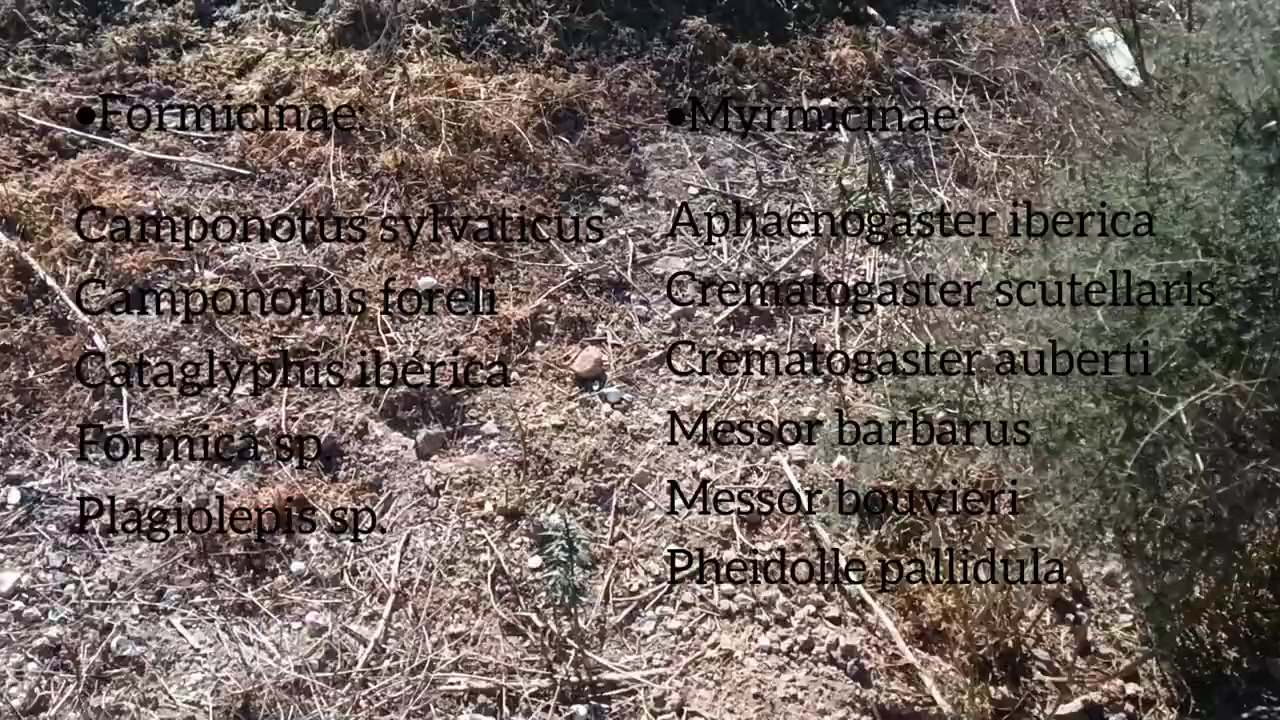 •Formicinae:
Camponotus sylvaticus
Camponotus foreli
Cataglyphis iberica
Formica sp.
Plagiolepis sp.
•Myrmicinae:
Aphaenogaster iberica
Crematogaster scutellaris
Crematogaster auberti
Messor barbarus
Messor bouvieri
Pheidolle pallidula